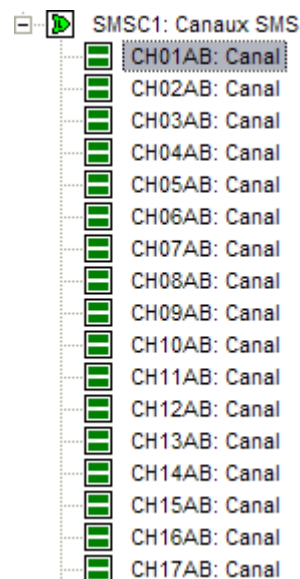 SMSC1: Canaux SMS
CH01AB: Canal
CH02AB: Canal
CH03AB: Canal
CH04AB: Canal
CH05AB: Canal
CH06AB: Canal
CH07AB: Canal
CH08AB: Canal
CH09AB: Canal
CH10AB: Canal
CH11AB: Canal
CH12AB: Canal
CH13AB: Canal
CH14AB: Canal
CH15AB: Canal
CH16AB: Canal
CH17AB: Canal